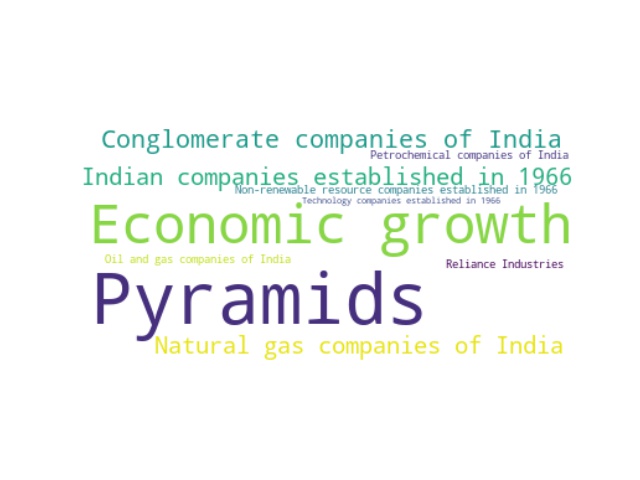 Conglomerate companies of India
Petrochemical companies of India
Indian companies established in 1966
Non-renewable resource companies established in 1966
Technology companies established in 1966
Economic growth
Oil and gas companies of India
Reliance Industries
Pyramids
Natural gas companies of India